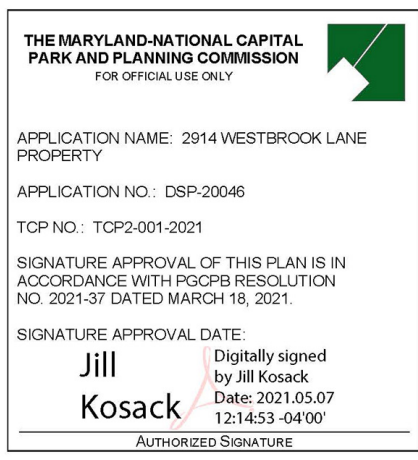 THE MARYLAND-NATIONAL CAPITAL
PARK AND PLANNING COMMISSION
FOR OFFICIAL USE ONLY
APPLICATION NAME: 2914 WESTBROOK LANE
PROPERTY
APPLICATION NO.: DSP-20046
TCP NO.: TCP2-001-2021
SIGNATURE APPROVAL OF THIS PLAN IS IN
ACCORDANCE WITH PGCPB RESOLUTION
NO. 2021-37 DATED MARCH 18, 2021.
SIGNATURE APPROVAL DATE:
Jill
Kosack
Digitally signed
by Jill Kosack
Date: 2021.05.07
12:14:53 -04'00'
AUTHORIZED SIGNATURE